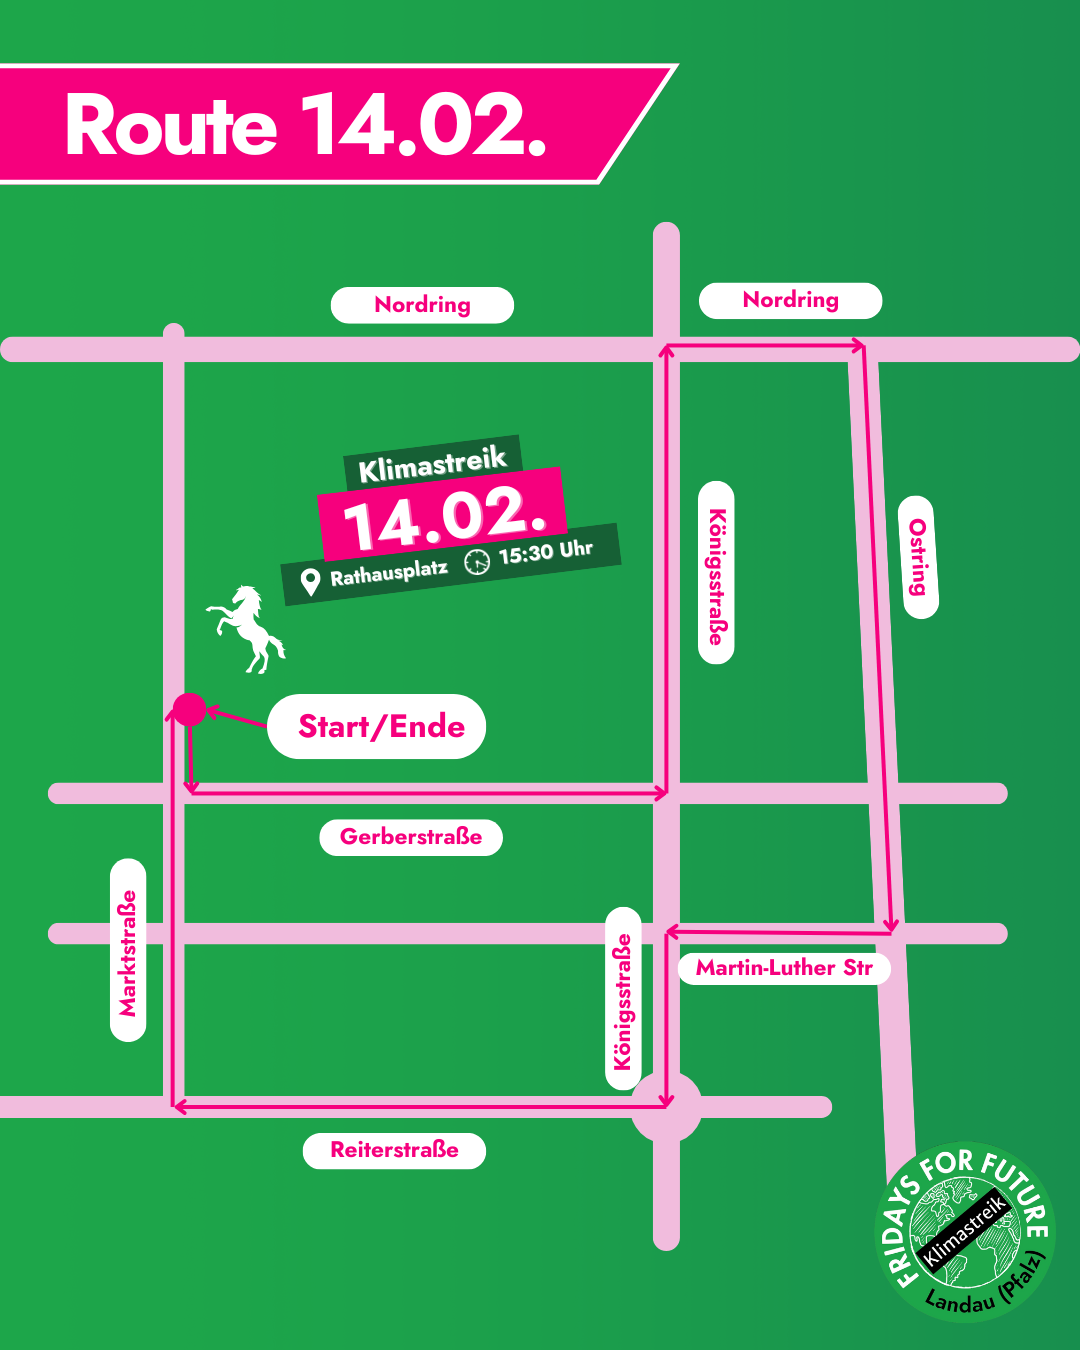 Route 14.02.
Nordring
Nordring
Klimastreik
14.02.
Rathausplatz 15:30 Uhr
Königsstraße
Ostring
Start/Ende
Gerberstraße
Marktstraße
Königsstraße
Martin-Luther Str
Reiterstraße
FRIDAYS FOR FUTURE
Klimastreik
Landau (Pfalz)